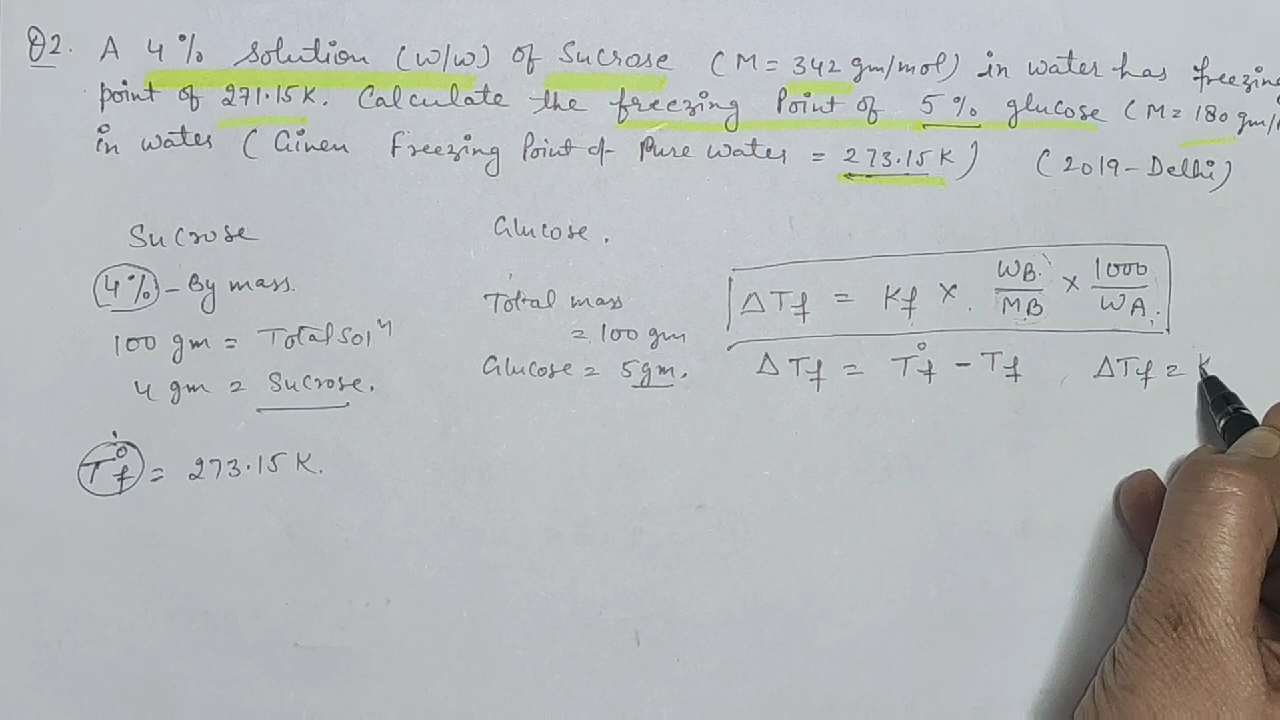 Q2. A 4% solution (w/w) of Sucrose (M = 342 gm/mol) in water has freezing
point of 271.15K. Calculate the freezing Point of 5% glucose (M = 180 gm/
in water (Given Freezing Point of Pure water = 273.15K) (2019-Delhi)
Sucrose
4% - By mass.
100 gm = Total Solⁿ
4 gm = Sucrose.
T°f = 273.15 K.
Glucose.
Total mass
= 100 gm
Glucose = 5gm.
ΔTf = Kf × WB/MB × 1000/WA
ΔTf = T°f - Tf ΔTf = K